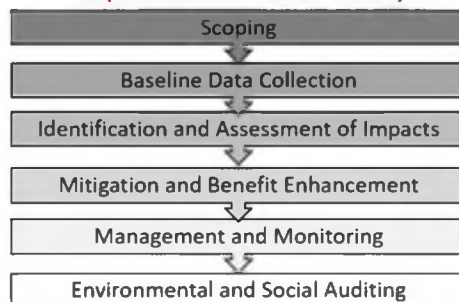 Scoping
Baseline Data Collection
Identification and Assessment of Impacts
Mitigation and Benefit Enhancement
Management and Monitoring
Environmental and Social Auditing